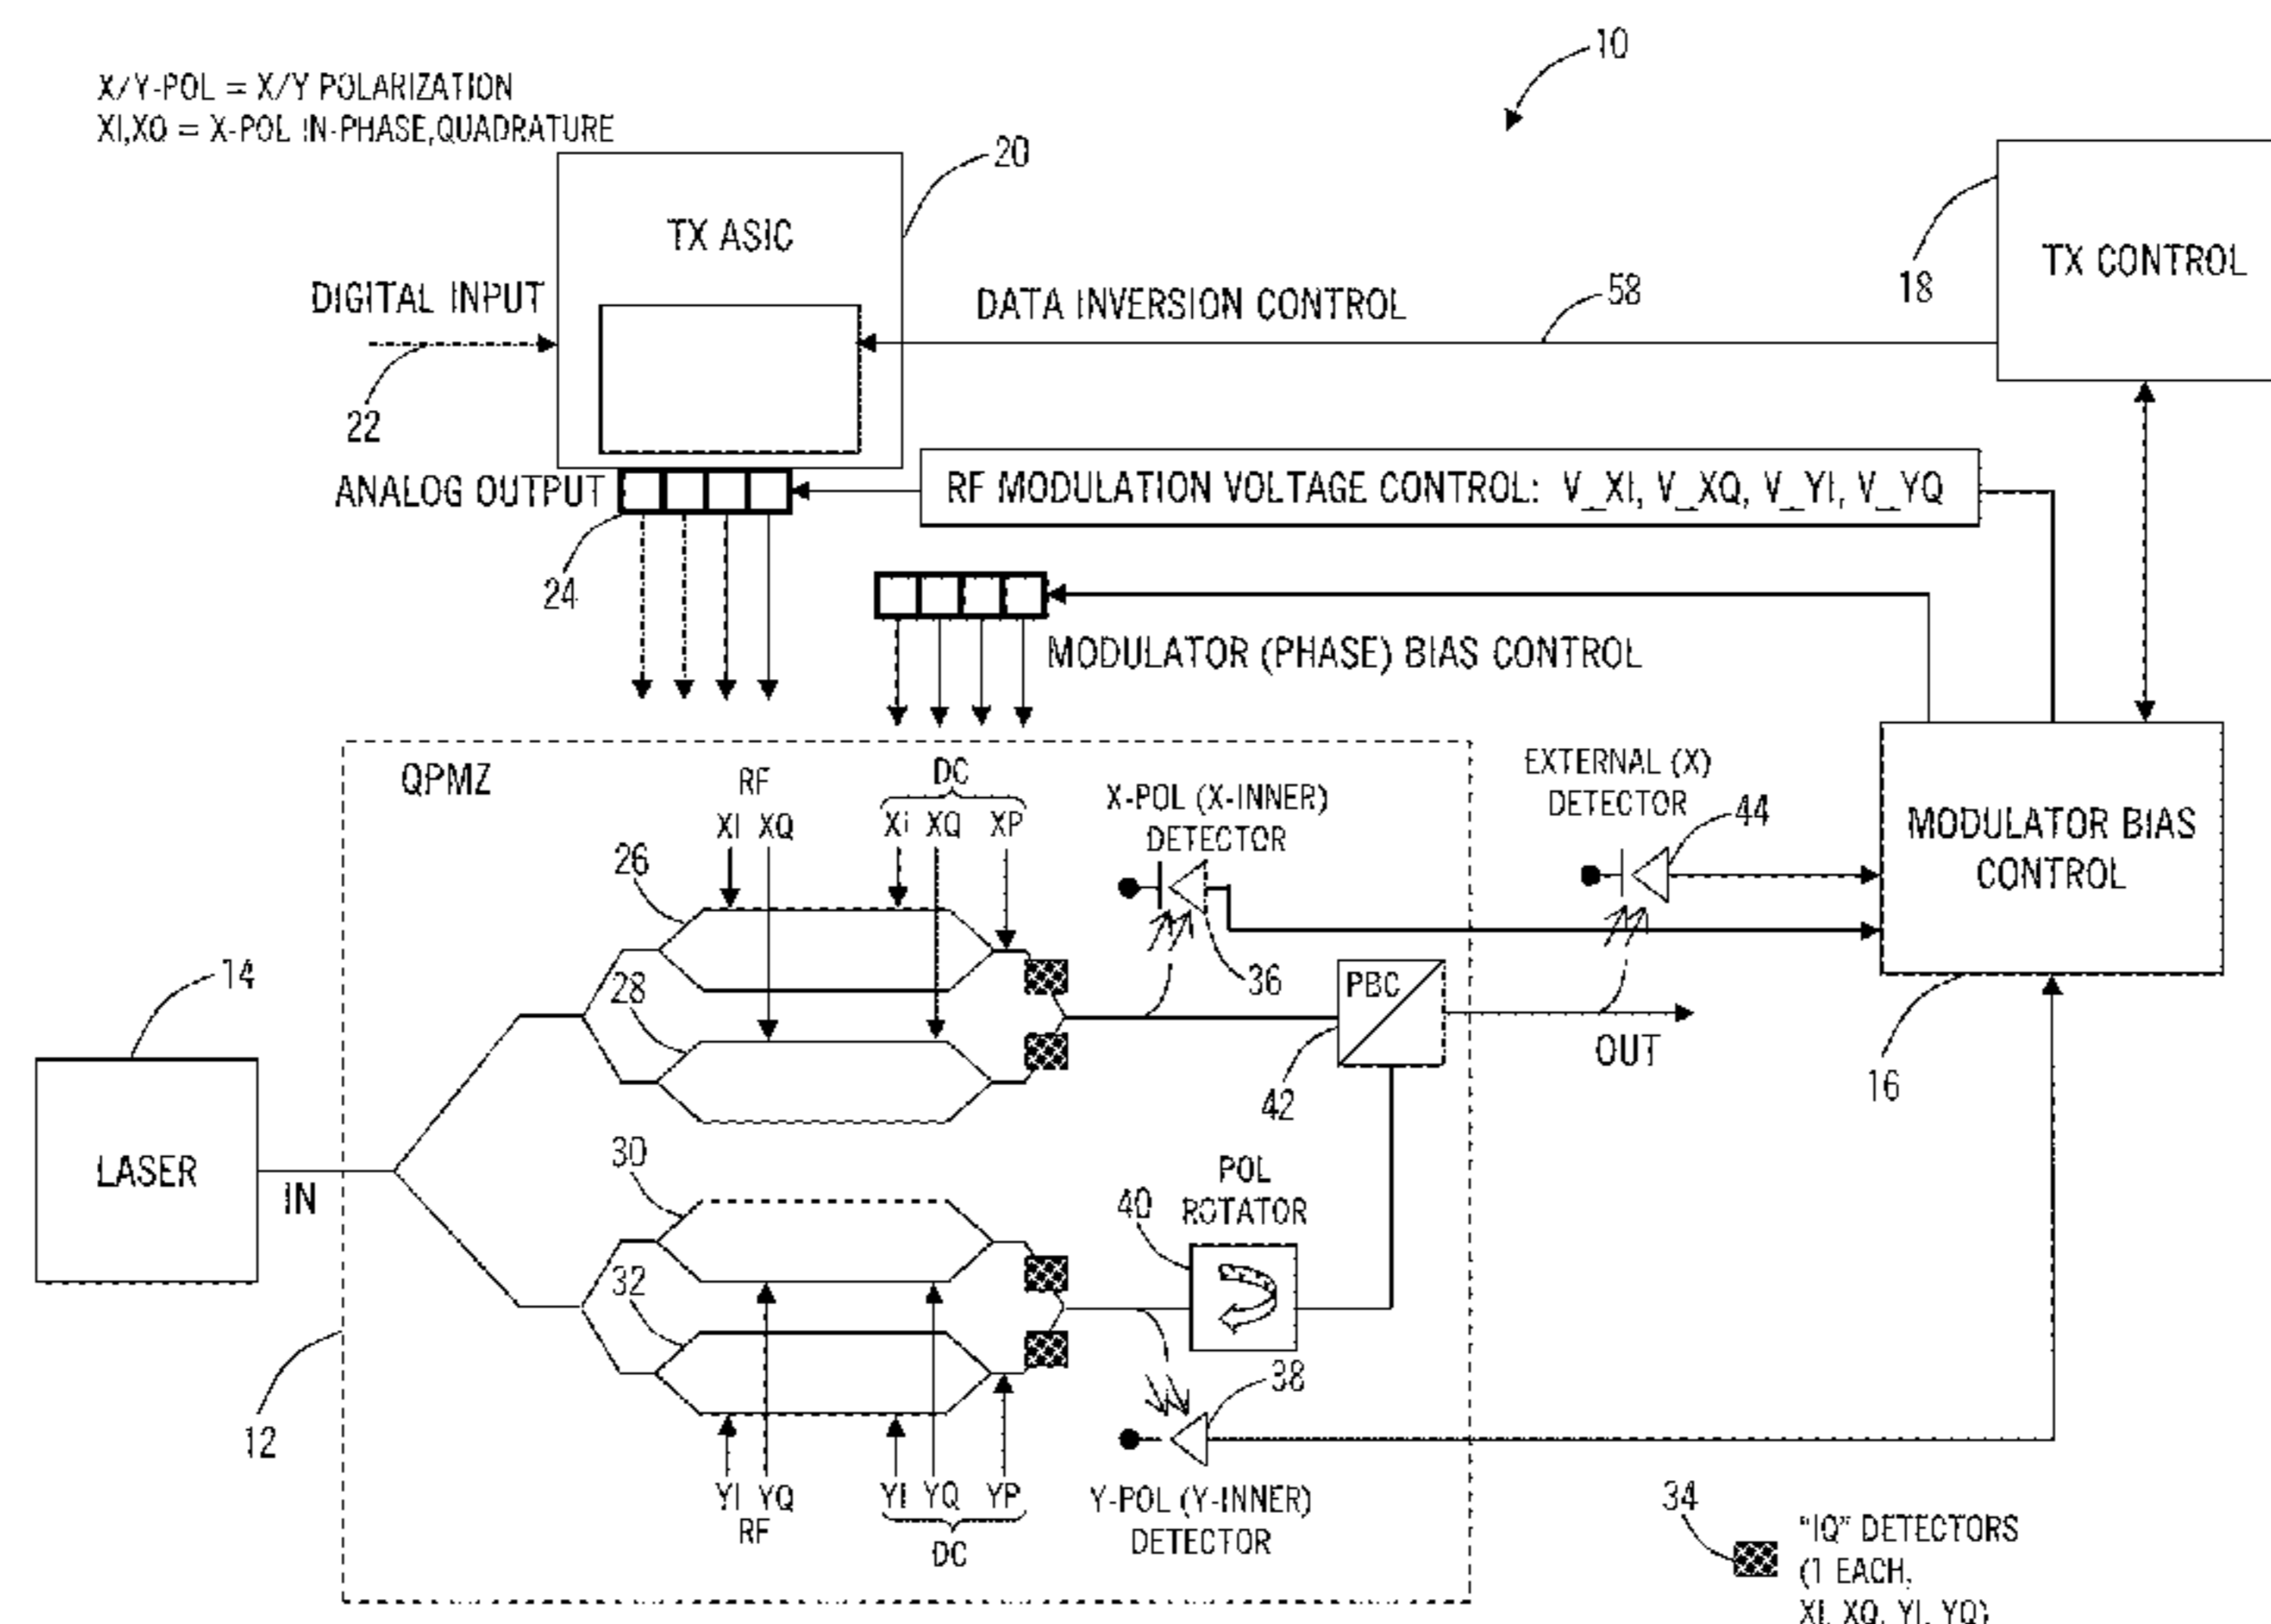 10
X/Y-POL = X/Y POLARIZATION
XI,XQ = X-POL IN-PHASE,QUADRATURE
20
TX ASIC
18
TX CONTROL
DIGITAL INPUT
22
DATA INVERSION CONTROL
58
ANALOG OUTPUT
24
RF MODULATION VOLTAGE CONTROL: V_XI, V_XQ, V_YI, V_YQ
MODULATOR (PHASE) BIAS CONTROL
QPMZ
RF
XI XQ
DC
XI XQ XP
X-POL (X-INNER)
DETECTOR
EXTERNAL (X)
DETECTOR
44
MODULATOR BIAS
CONTROL
26
36
28
14
PBC
42
OUT
16
LASER
IN
30
POL
ROTATOR
40
32
38
12
YI YQ
RF
YI YQ YP
DC
Y-POL (Y-INNER)
DETECTOR
34
"IQ" DETECTORS
(1 EACH,
XI, XQ, YI, YQ)